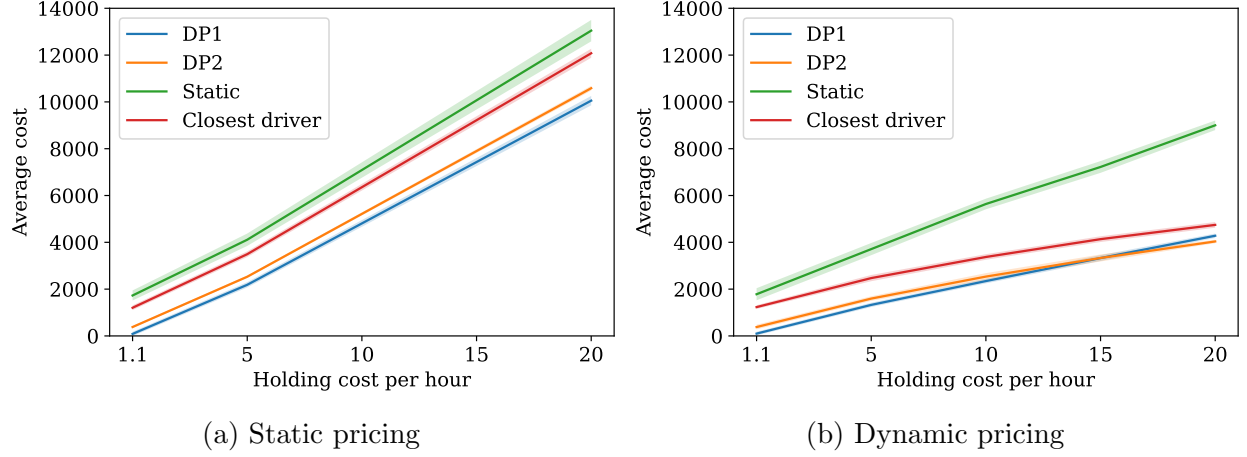 14000
12000
10000
8000
6000
4000
2000
0
Average cost
DP1
DP2
Static
Closest driver
1.1 5 10 15 20
Holding cost per hour
(a) Static pricing
14000
12000
10000
8000
6000
4000
2000
0
Average cost
DP1
DP2
Static
Closest driver
1.1 5 10 15 20
Holding cost per hour
(b) Dynamic pricing